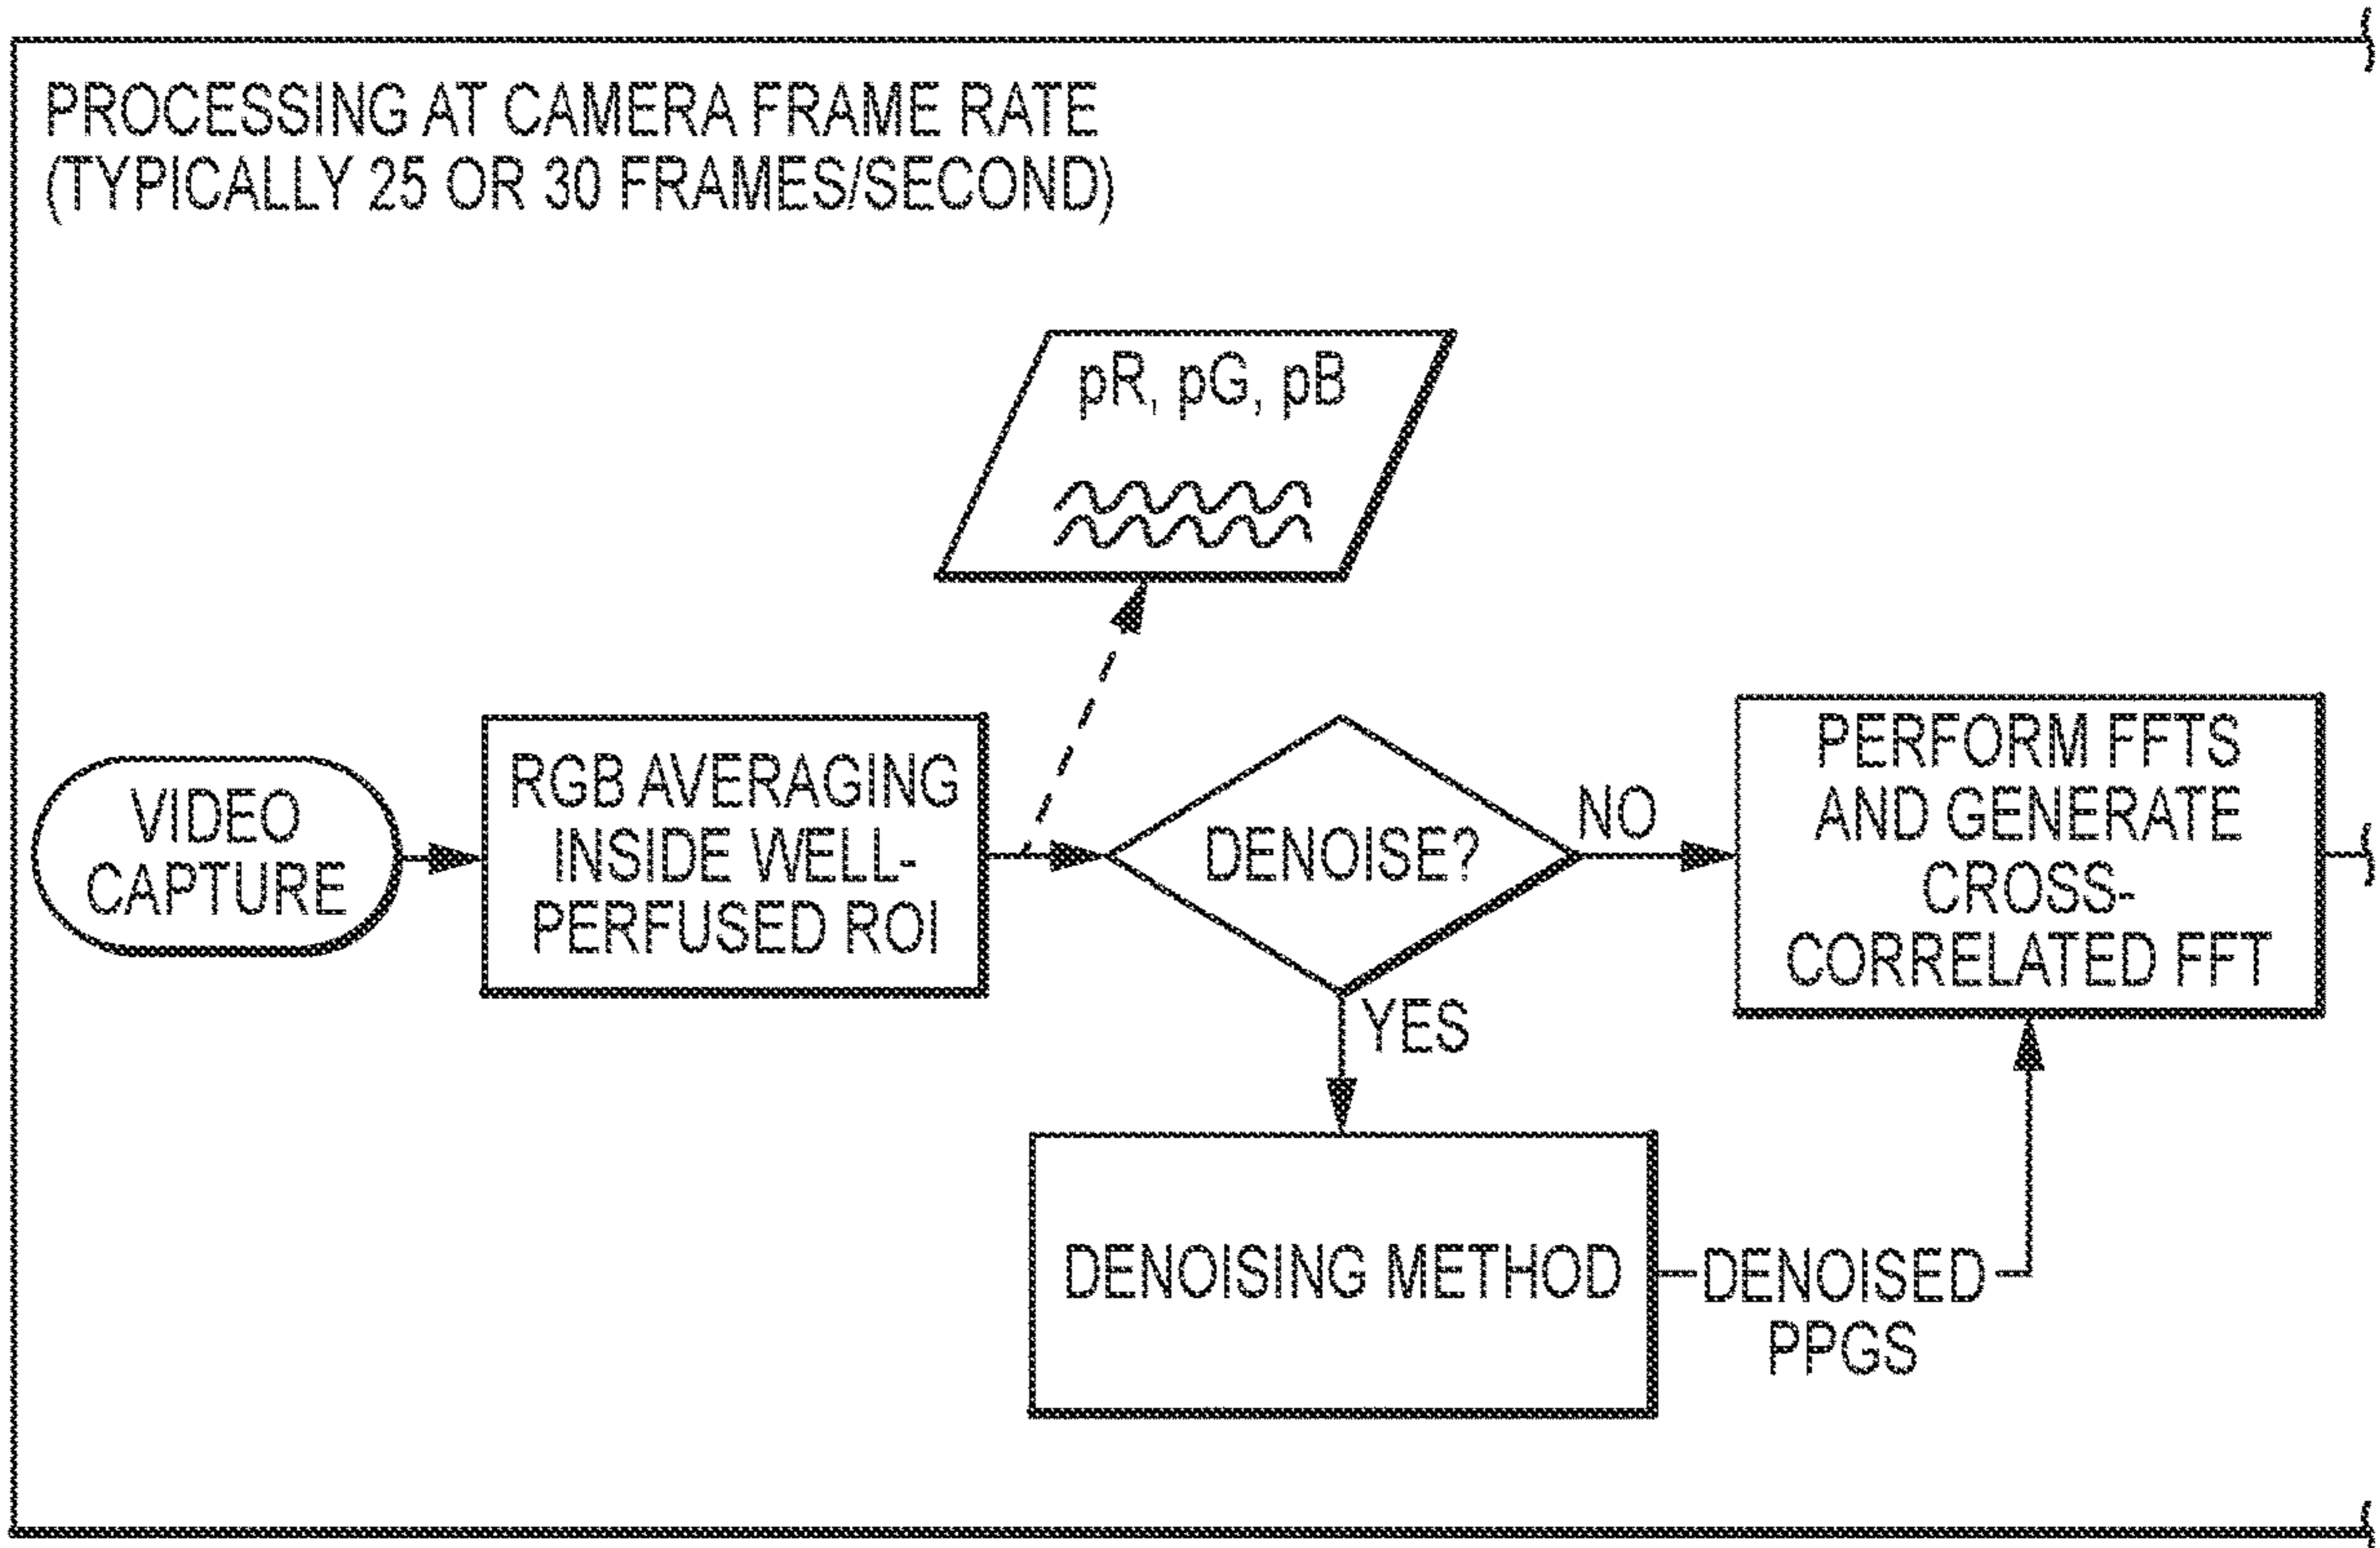 PROCESSING AT CAMERA FRAME RATE
(TYPICALLY 25 OR 30 FRAMES/SECOND)
pR, pG, pB
VIDEO
CAPTURE
RGB AVERAGING
INSIDE WELL-
PERFUSED ROI
DENOISE?
NO
PERFORM FFTS
AND GENERATE
CROSS-
CORRELATED FFT
YES
DENOISING METHOD
DENOISED
PPGS